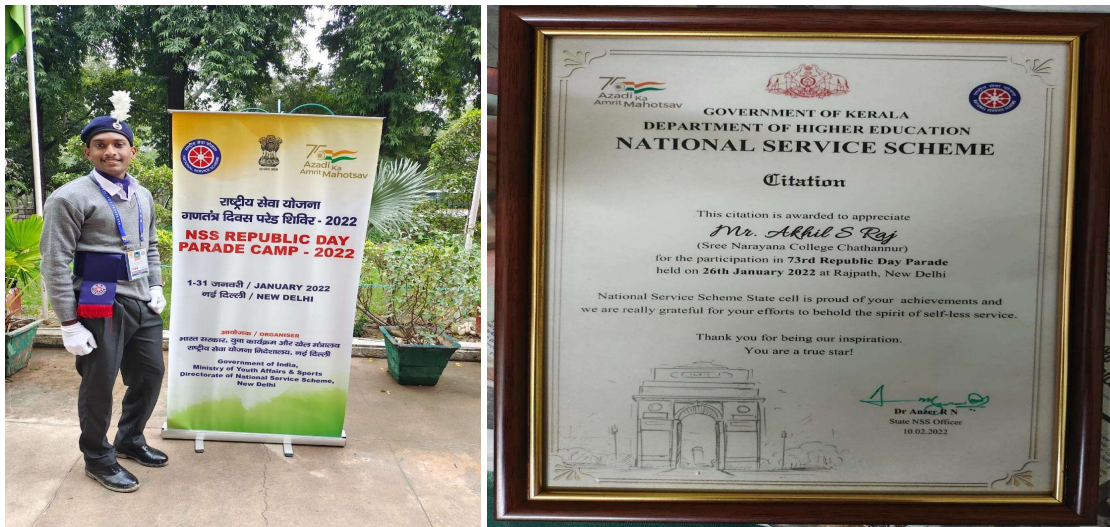 75
Azadi Ka
Amrit Mahotsav
राष्ट्रीय सेवा योजना
गणतंत्र दिवस परेड शिविर - 2022
NSS REPUBLIC DAY
PARADE CAMP - 2022
1-31 जनवरी / JANUARY 2022
नई दिल्ली / NEW DELHI
आयोजक / ORGANISER
भारत सरकार, युवा कार्यक्रम और खेल मंत्रालय
राष्ट्रीय सेवा योजना निदेशालय, नई दिल्ली
Government of India,
Ministry of Youth Affairs & Sports
Directorate of National Service Scheme,
New Delhi
75
Azadi Ka
Amrit Mahotsav
GOVERNMENT OF KERALA
DEPARTMENT OF HIGHER EDUCATION
NATIONAL SERVICE SCHEME
Citation
This citation is awarded to appreciate
Mr. Akhil S Raj
(Sree Narayana College Chathannur)
for the participation in 73rd Republic Day Parade
held on 26th January 2022 at Rajpath, New Delhi
National Service Scheme State cell is proud of your achievements and
we are really grateful for your efforts to behold the spirit of self-less service.
Thank you for being our inspiration.
You are a true star!
Dr Anser R N
State NSS Officer
10.02.2022